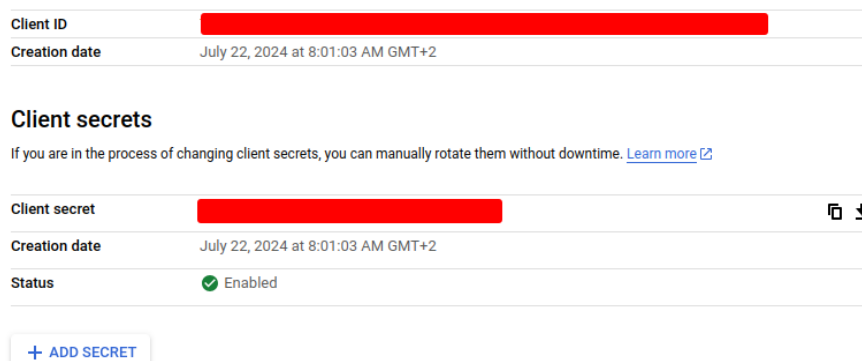 Client ID
Creation date July 22, 2024 at 8:01:03 AM GMT+2
Client secrets
If you are in the process of changing client secrets, you can manually rotate them without downtime. Learn more
Client secret
Creation date July 22, 2024 at 8:01:03 AM GMT+2
Status Enabled
+ ADD SECRET